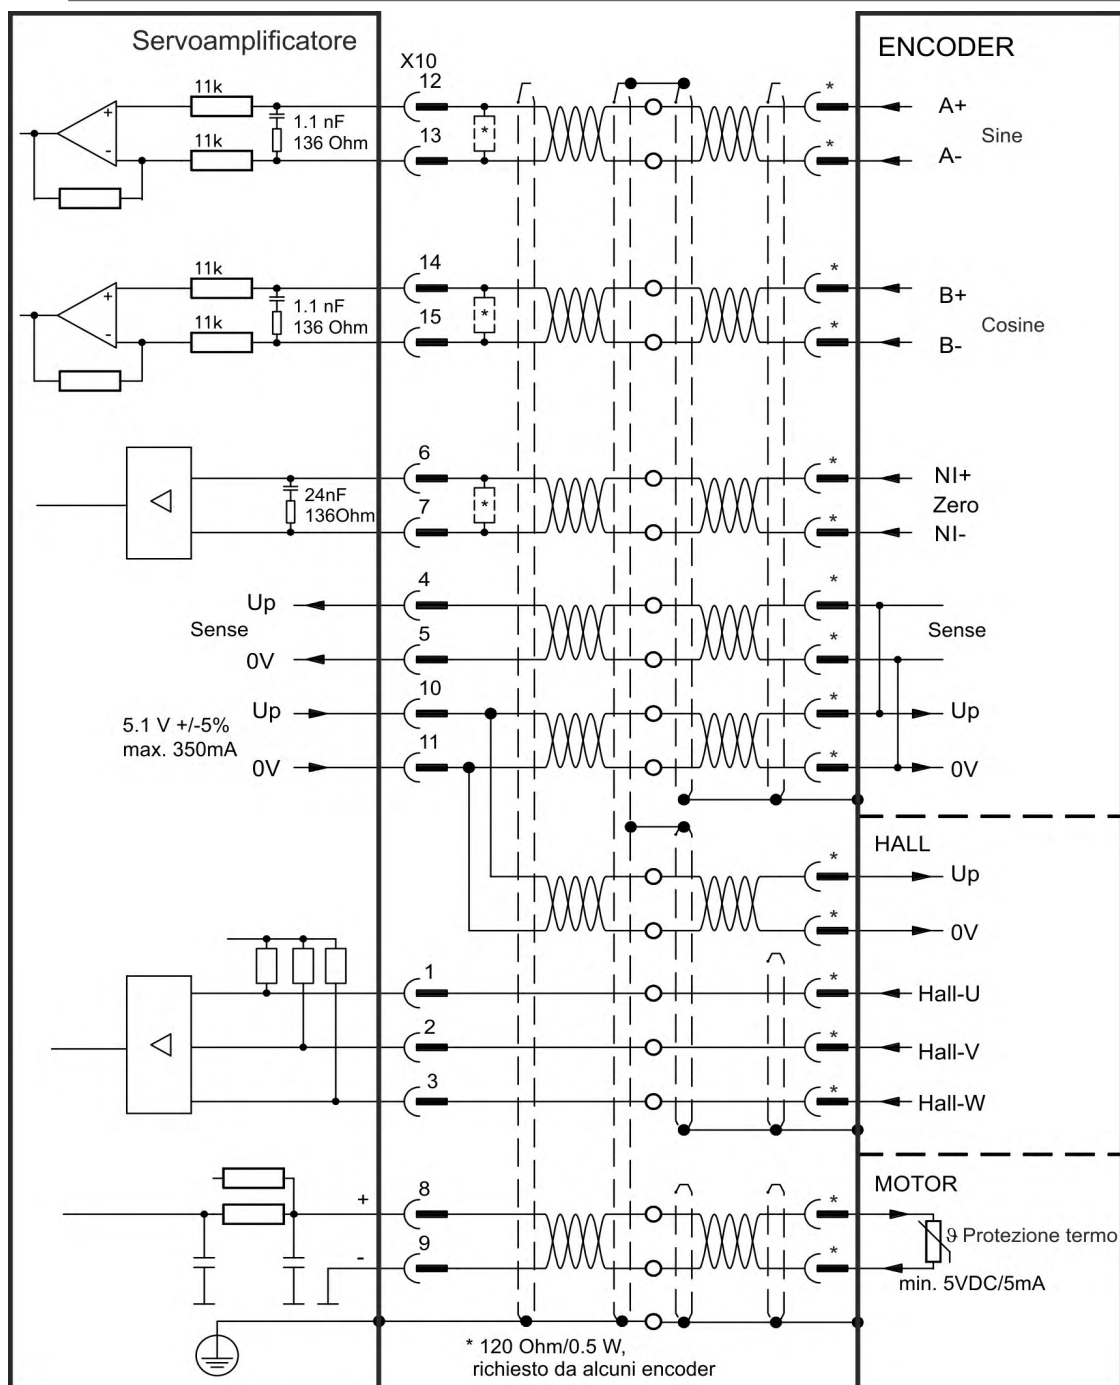 Servoamplificatore
ENCODER
X10
12
11k
*
A+
1.1 nF
136 Ohm
*
Sine
13
11k
*
A-
14
11k
*
B+
1.1 nF
136 Ohm
*
Cosine
15
11k
*
B-
6
*
NI+
24nF
136Ohm
*
Zero
7
*
NI-
4
*
Up
Sense
Sense
5
*
0V
10
*
Up
Up
5.1 V +/-5%
max. 350mA
11
*
0V
0V
HALL
*
Up
*
0V
1
*
Hall-U
2
*
Hall-V
3
*
Hall-W
MOTOR
8
*
+
ϑ Protezione termo
9
*
-
min. 5VDC/5mA
* 120 Ohm/0.5 W,
richiesto da alcuni encoder